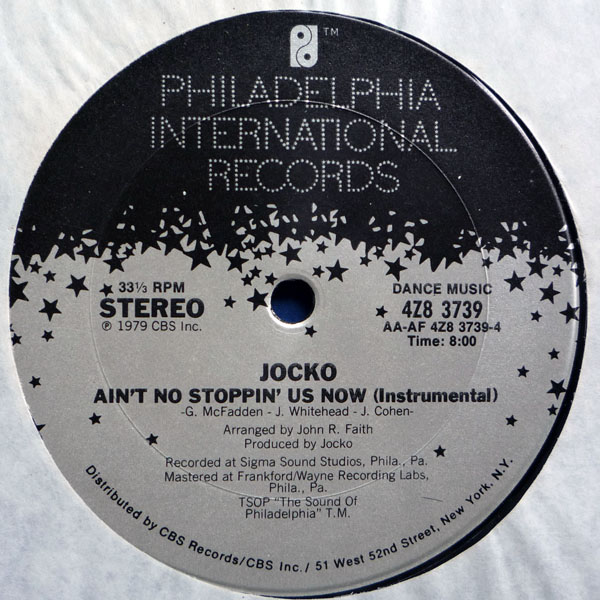 TM
PHILADELPHIA
INTERNATIONAL
RECORDS
33⅓ RPM
STEREO
℗ 1979 CBS Inc.
DANCE MUSIC
4Z8 3739
AA-AF 4Z8 3739-4
Time: 8:00
JOCKO
AIN'T NO STOPPIN' US NOW (Instrumental)
-G. McFadden - J. Whitehead - J. Cohen-
Arranged by John R. Faith
Produced by Jocko
Recorded at Sigma Sound Studios, Phila., Pa.
Mastered at Frankford/Wayne Recording Labs,
Phila., Pa.
TSOP "The Sound Of
Philadelphia" T.M.
Distributed by CBS Records/CBS Inc./ 51 West 52nd Street, New York, N.Y.